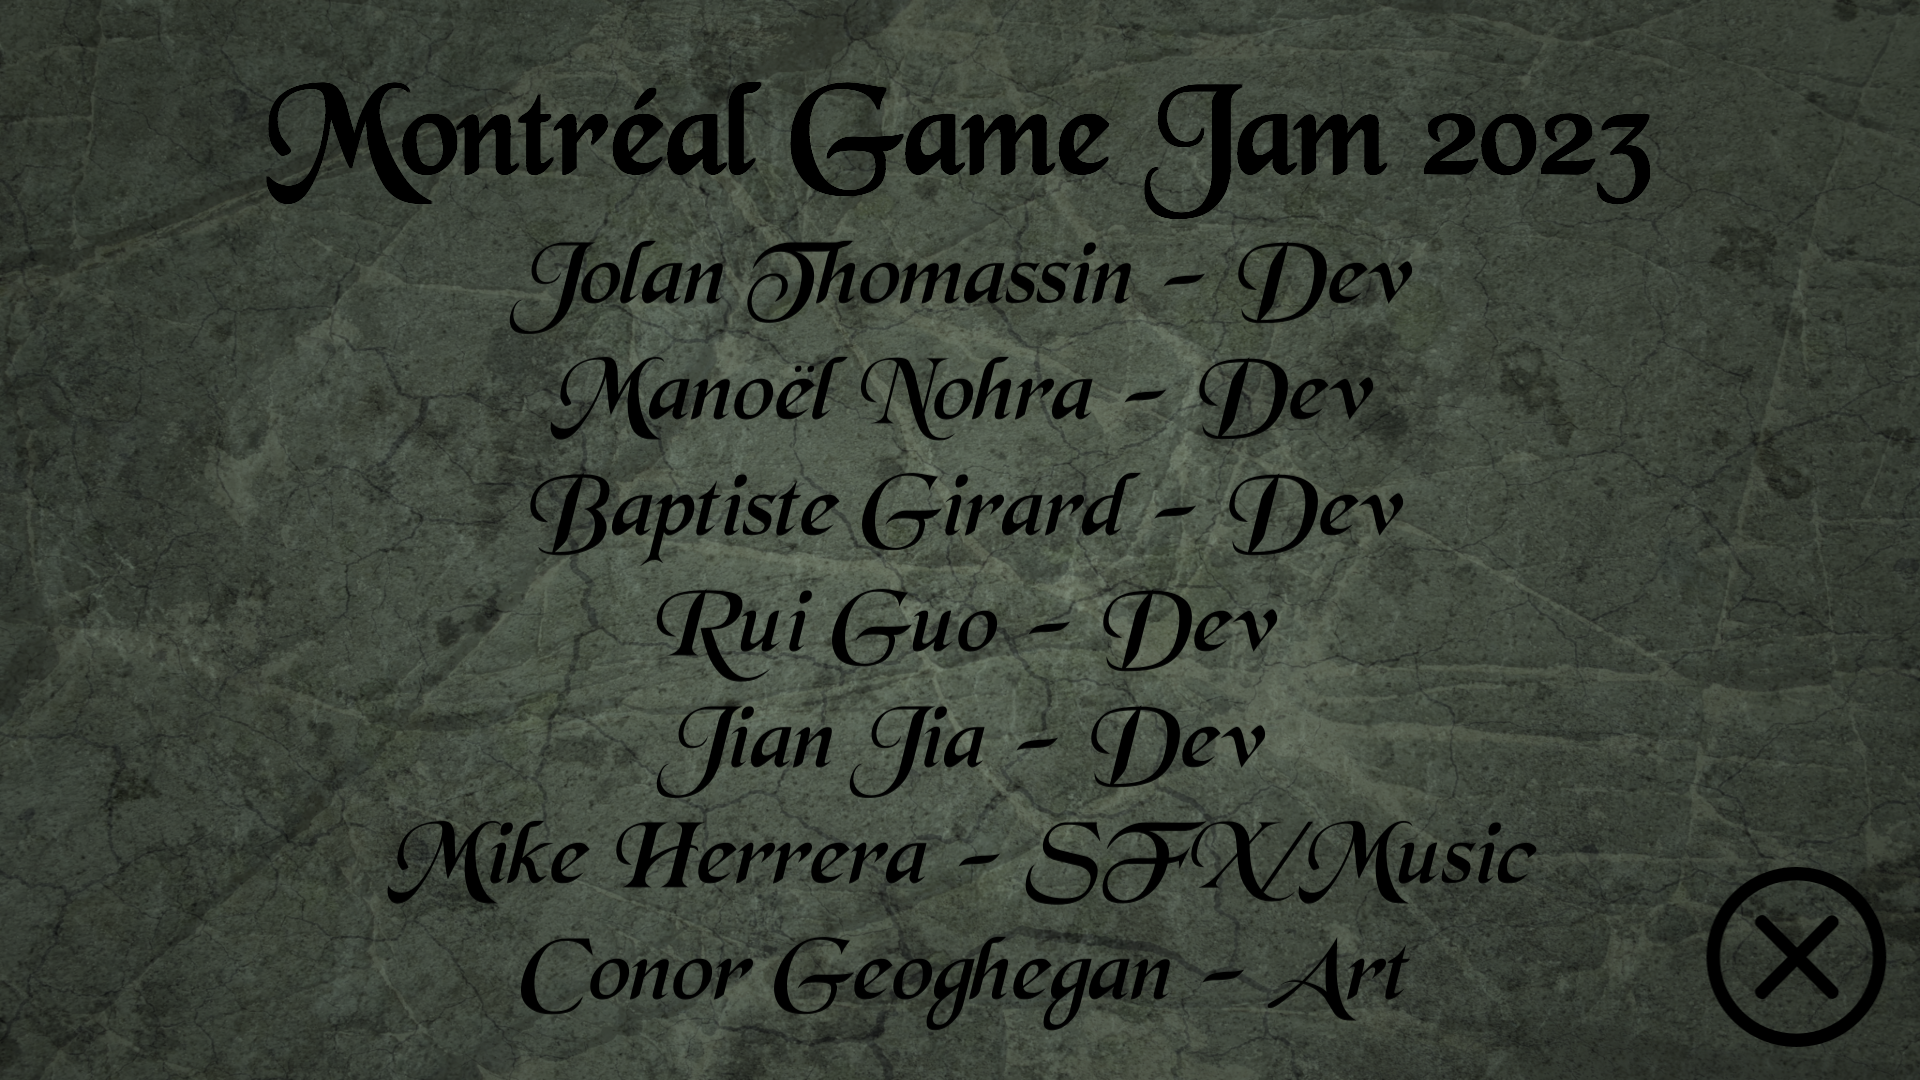 Montréal Game Jam 2023
Jolan Thomassin - Dev
Manoël Nohra - Dev
Baptiste Girard - Dev
Rui Guo - Dev
Jian Jia - Dev
Mike Herrera - SFX/Music
Conor Geoghegan - Art